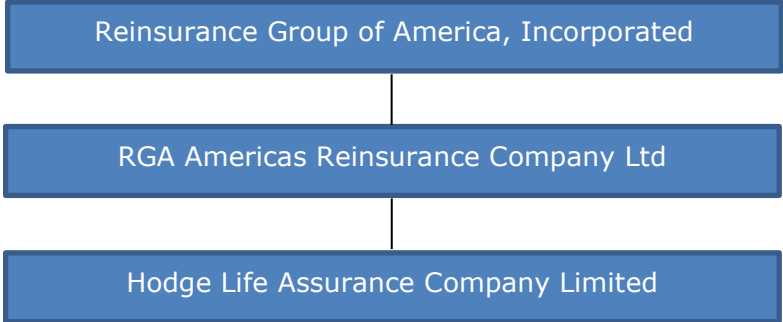 Reinsurance Group of America, Incorporated
RGA Americas Reinsurance Company Ltd
Hodge Life Assurance Company Limited